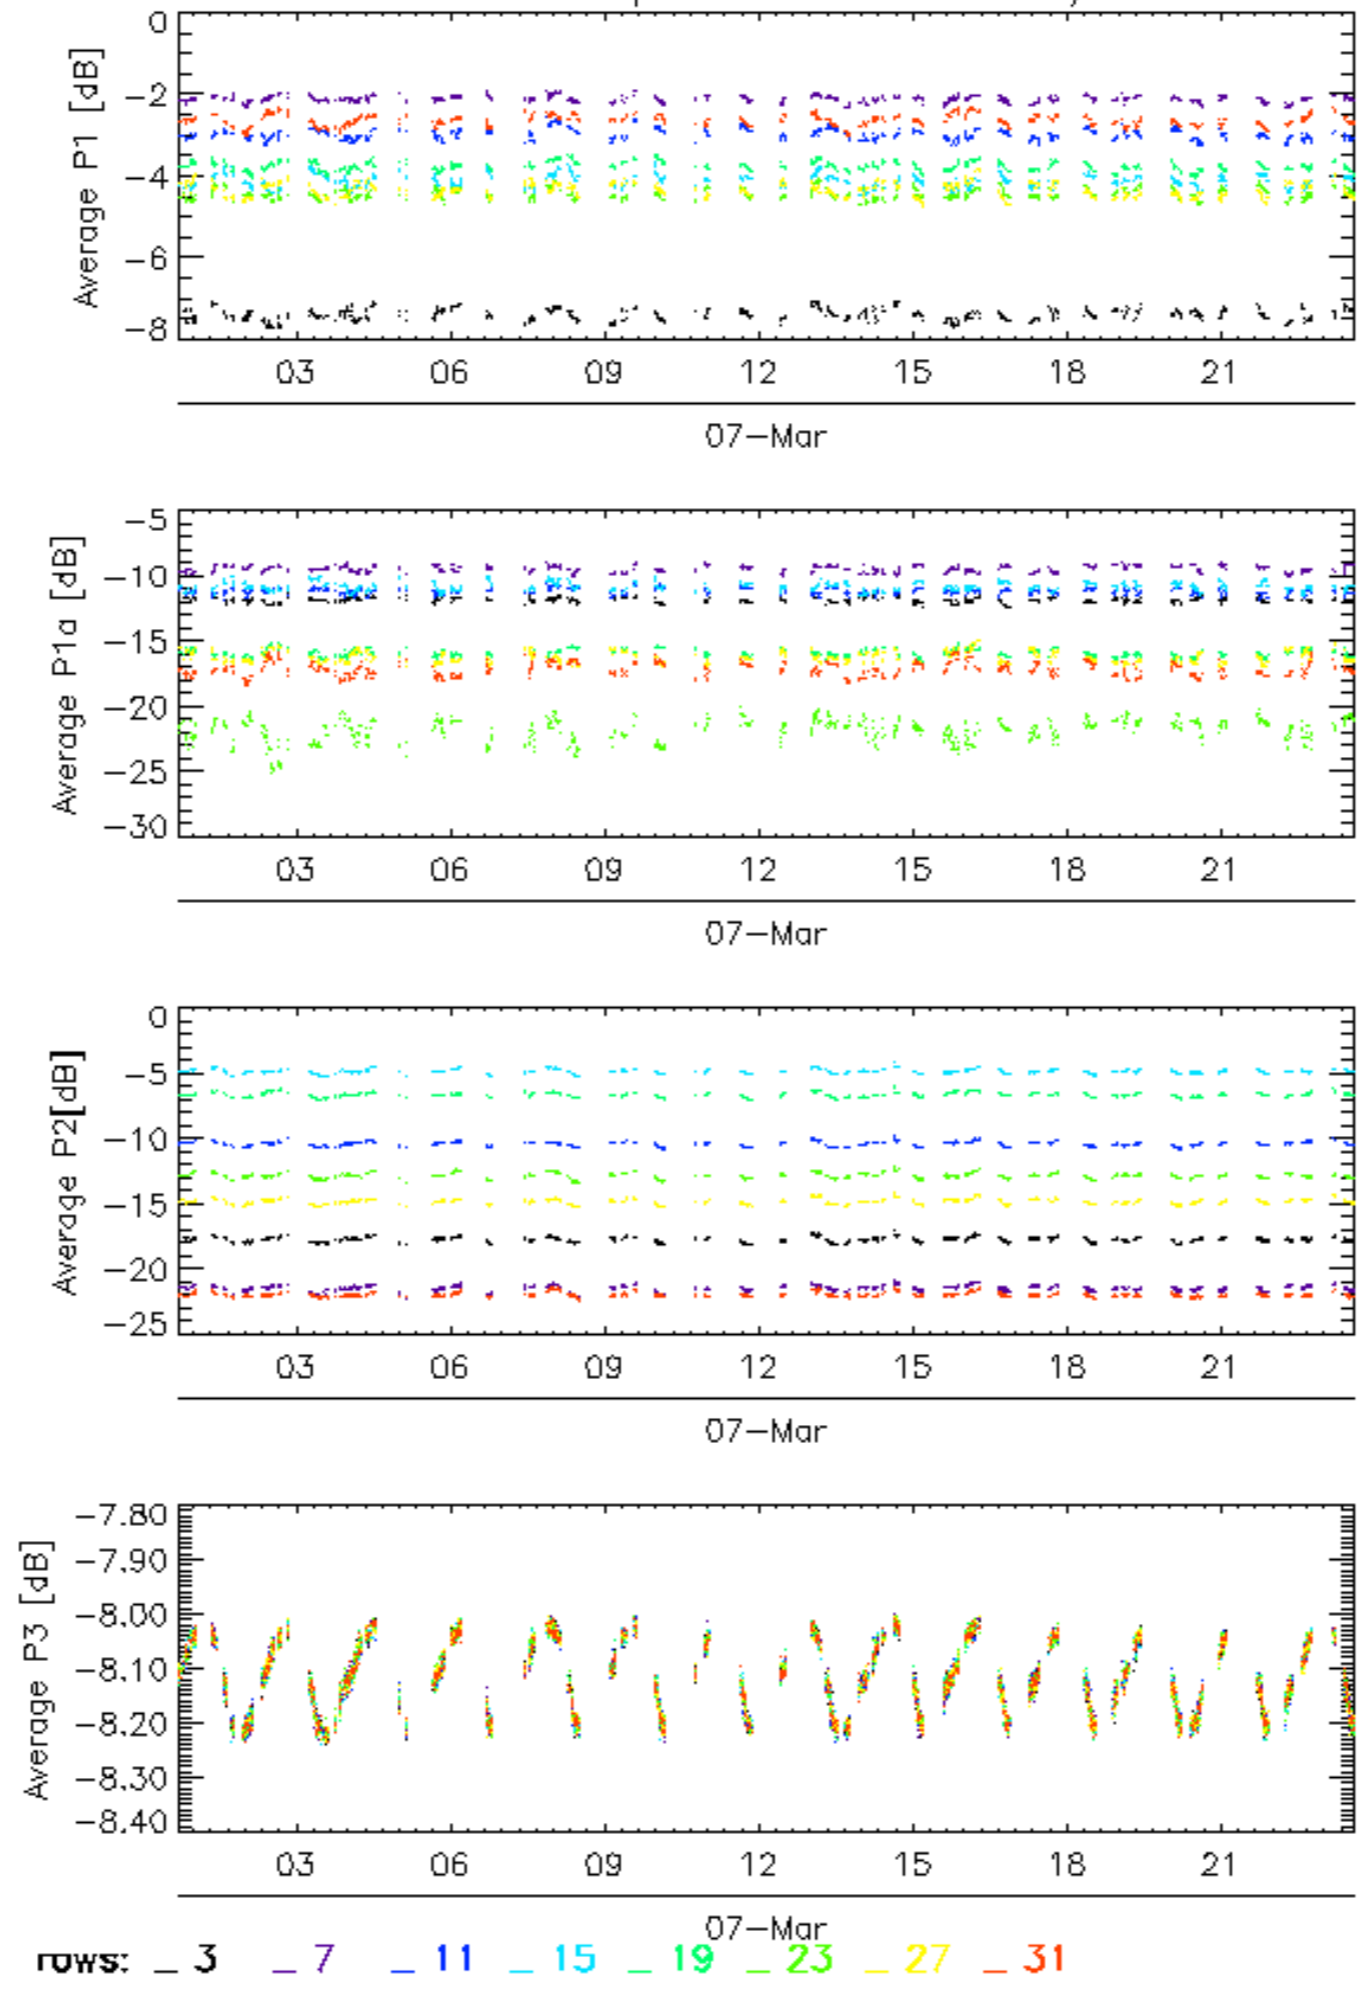 0
−2
−4
−6
−8
Average P1 [dB]
03 06 09 12 15 18 21
07−Mar
−5
−10
−15
−20
−25
−30
Average P1a [dB]
03 06 09 12 15 18 21
07−Mar
0
−5
−10
−15
−20
−25
Average P2[dB]
03 06 09 12 15 18 21
07−Mar
−7.80
−7.90
−8.00
−8.10
−8.20
−8.30
−8.40
Average P3 [dB]
03 06 09 12 15 18 21
07−Mar
rows: _ 3 _ 7 _ 11 _ 15 _ 19 _ 23 _ 27 _ 31